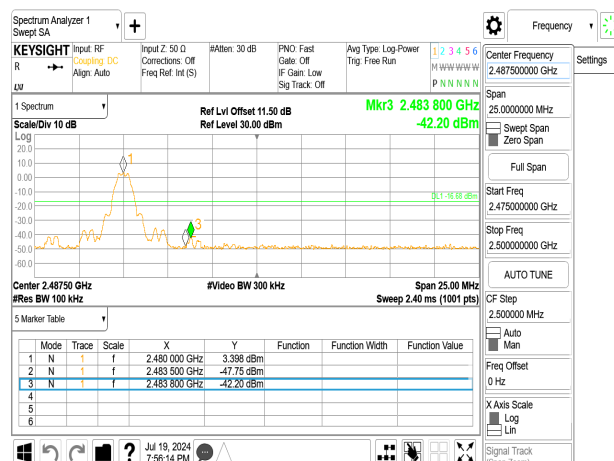 Spectrum Analyzer 1
Swept SA
Frequency
KEYSIGHT
Input: RF
Coupling: DC
Align: Auto
Input Z: 50 Ω
Corrections: Off
Freq Ref: Int (S)
#Atten: 30 dB
PNO: Fast
Gate: Off
IF Gain: Low
Sig Track: Off
Avg Type: Log-Power
Trig: Free Run
1 2 3 4 5 6
M W W W W W
P N N N N N
R
LXI
Center Frequency
2.487500000 GHz
Settings
Span
25.0000000 MHz
Swept Span
Zero Span
Full Span
Start Freq
2.475000000 GHz
Stop Freq
2.500000000 GHz
AUTO TUNE
CF Step
2.500000 MHz
Auto
Man
Freq Offset
0 Hz
X Axis Scale
Log
Lin
Signal Track
(Span Zoom)
1 Spectrum
Scale/Div 10 dB
Ref Lvl Offset 11.50 dB
Ref Level 30.00 dBm
Mkr3 2.483 800 GHz
-42.20 dBm
Log
20.0
10.0
0.00
-10.0
-20.0
-30.0
-40.0
-50.0
-60.0
1
3
DL1 -16.68 dBm
Center 2.48750 GHz
#Res BW 100 kHz
#Video BW 300 kHz
Span 25.00 MHz
Sweep 2.40 ms (1001 pts)
5 Marker Table
Mode Trace Scale X Y Function Function Width Function Value
1 N 1 f 2.480 000 GHz 3.398 dBm
2 N 1 f 2.483 500 GHz -47.75 dBm
3 N 1 f 2.483 800 GHz -42.20 dBm
4
5
6
?
Jul 19, 2024
7:56:14 PM